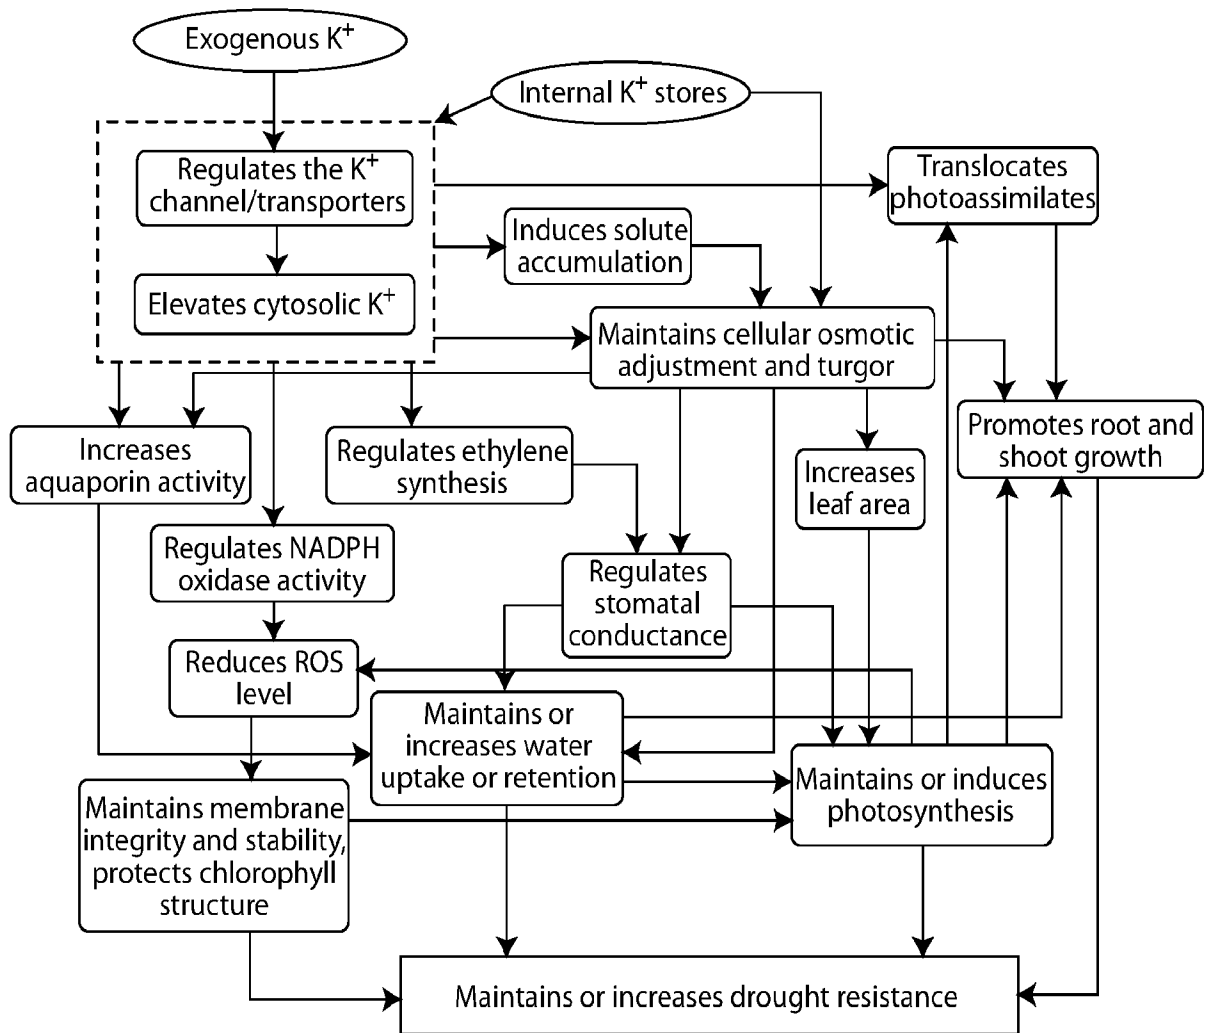 Exogenous K⁺
Internal K⁺ stores
Regulates the K⁺
channel/transporters
Translocates
photoassimilates
Induces solute
accumulation
Elevates cytosolic K⁺
Maintains cellular osmotic
adjustment and turgor
Increases
aquaporin activity
Regulates ethylene
synthesis
Increases
leaf area
Promotes root and
shoot growth
Regulates NADPH
oxidase activity
Regulates
stomatal
conductance
Reduces ROS
level
Maintains or
increases water
uptake or retention
Maintains or induces
photosynthesis
Maintains membrane
integrity and stability,
protects chlorophyll
structure
Maintains or increases drought resistance